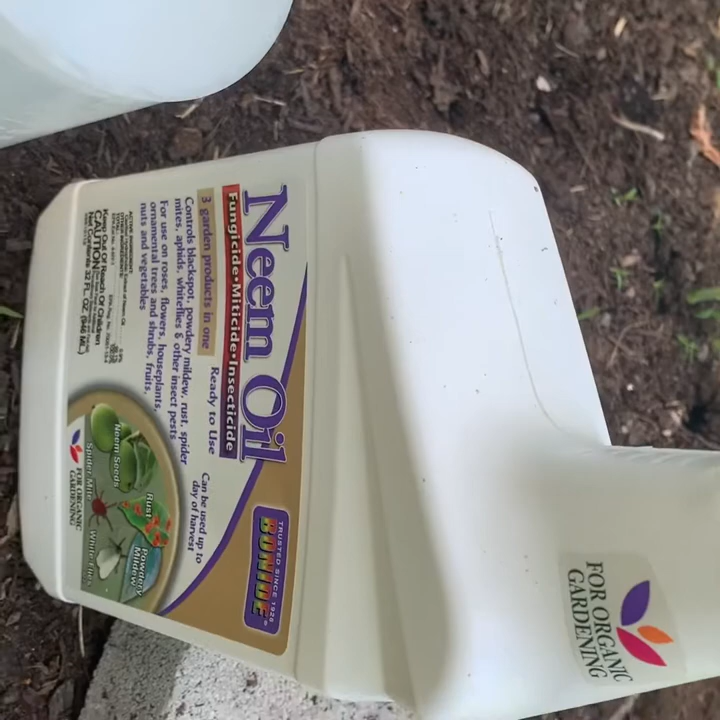 Neem Oil
Fungicide•Miticide•Insecticide
3 garden products in one
Ready to Use
Controls blackspot, powdery mildew, rust, spider
mites, aphids, whiteflies & other insect pests
For use on roses, flowers, houseplants,
ornamental trees and shrubs, fruits,
nuts and vegetables
Can be used up to
day of harvest
TRUSTED SINCE 1926
BONIDE®
ACTIVE INGREDIENT:
OTHER INGREDIENTS:
Keep Out Of Reach Of Children
CAUTION
Net Contents 32 FL. OZ. (946 ML.)
Neem Seeds
Rust
Powdery
Mildew
Spider Mite
White Flies
FOR ORGANIC
GARDENING
FOR ORGANIC
GARDENING